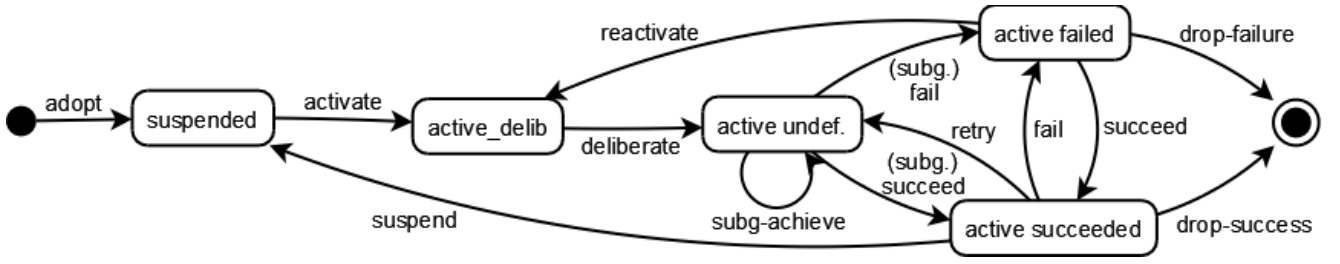 reactivate
active failed
drop-failure
(subg.)
fail
adopt
suspended
activate
active_delib
deliberate
active undef.
retry
fail
succeed
(subg.)
succeed
subg-achieve
suspend
active succeeded
drop-success